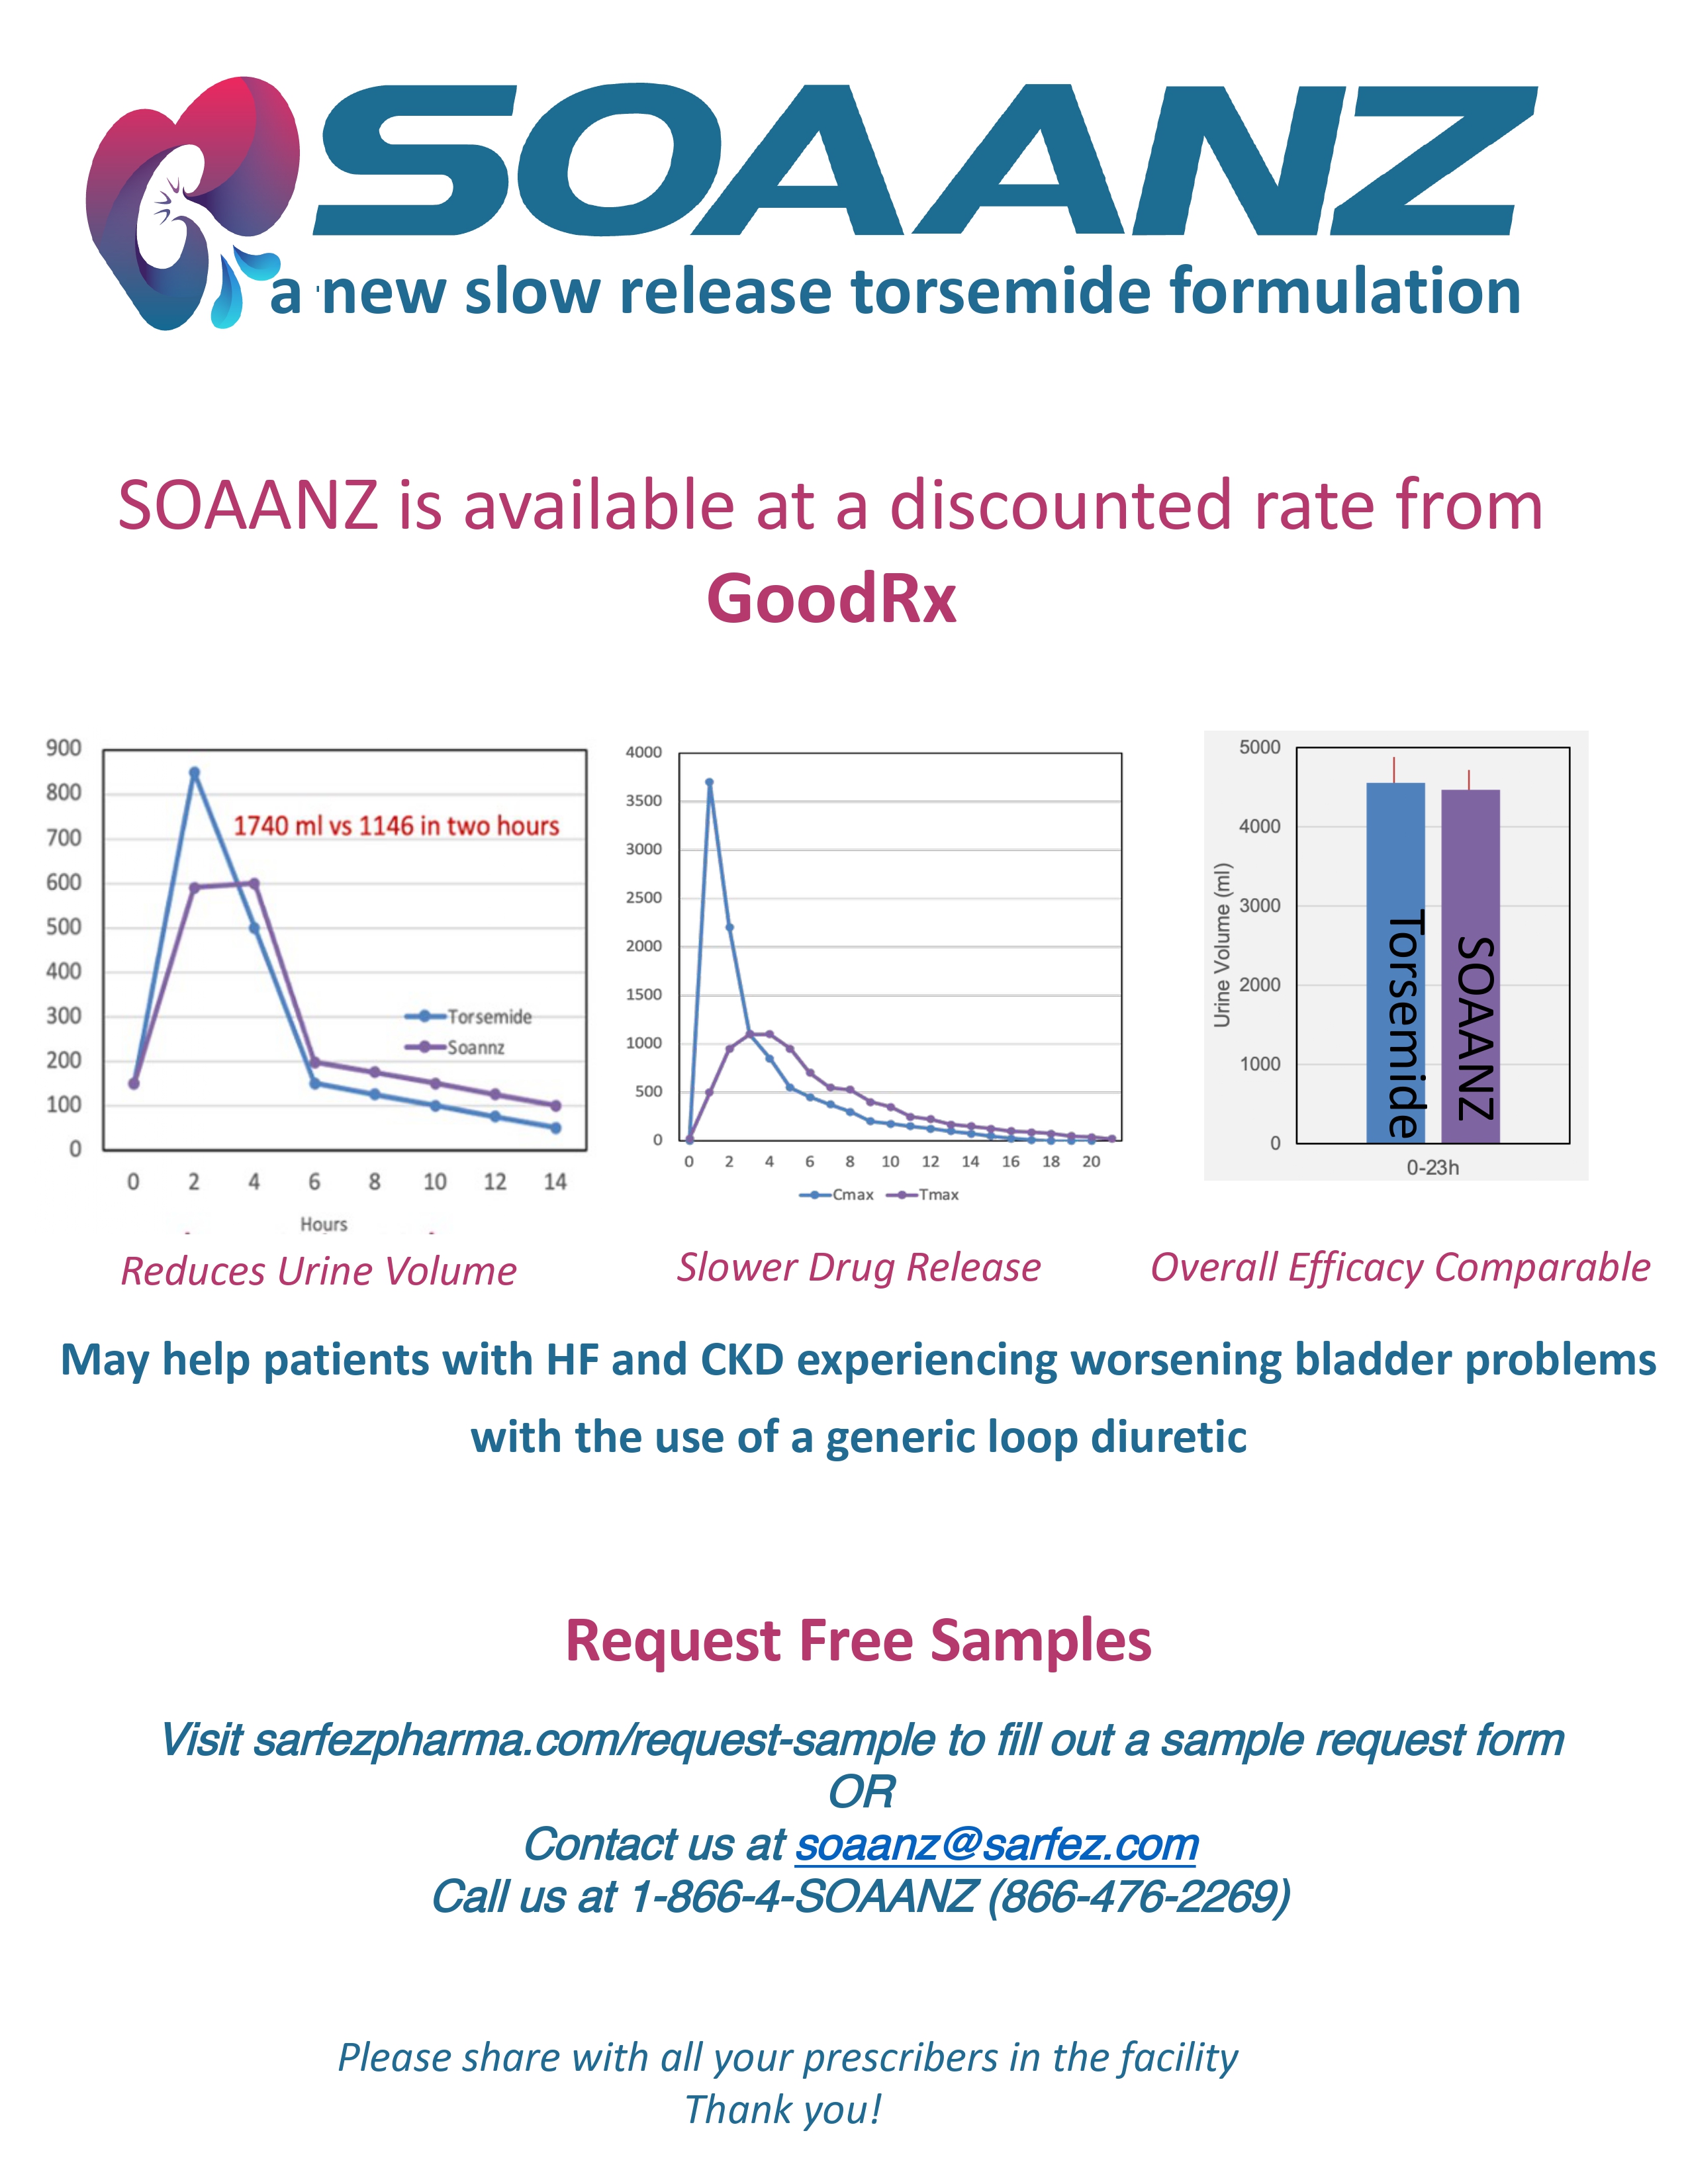 SOAANZ
a new slow release torsemide formulation
SOAANZ is available at a discounted rate from
GoodRx
900
800
700
600
500
400
300
200
100
0
1740 ml vs 1146 in two hours
Torsemide
Soannz
0 2 4 6 8 10 12 14
Hours
Reduces Urine Volume
4000
3500
3000
2500
2000
1500
1000
500
0
0 2 4 6 8 10 12 14 16 18 20
Cmax Tmax
Slower Drug Release
Urine Volume (ml)
5000
4000
3000
2000
1000
0
Torsemide
SOAANZ
0-23h
Overall Efficacy Comparable
May help patients with HF and CKD experiencing worsening bladder problems
with the use of a generic loop diuretic
Request Free Samples
Visit sarfezpharma.com/request-sample to fill out a sample request form
OR
Contact us at soaanz@sarfez.com
Call us at 1-866-4-SOAANZ (866-476-2269)
Please share with all your prescribers in the facility
Thank you!